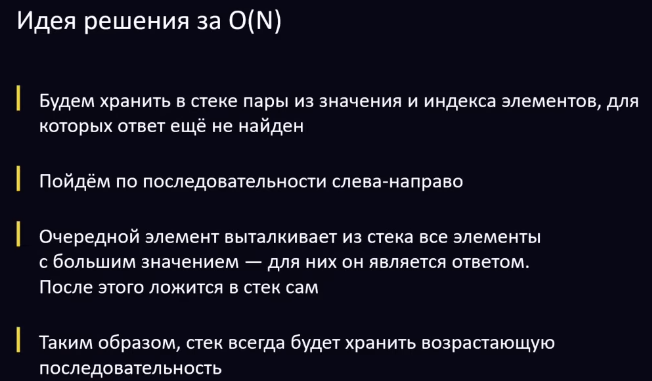 Идея решения за O(N)
Будем хранить в стеке пары из значения и индекса элементов, для
которых ответ ещё не найден
Пойдём по последовательности слева-направо
Очередной элемент выталкивает из стека все элементы
с большим значением — для них он является ответом.
После этого ложится в стек сам
Таким образом, стек всегда будет хранить возрастающую
последовательность